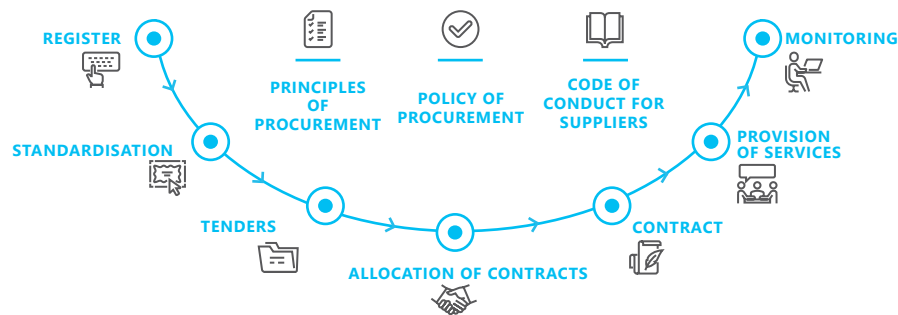 REGISTER
PRINCIPLES
OF
PROCUREMENT
POLICY OF
PROCUREMENT
CODE OF
CONDUCT FOR
SUPPLIERS
MONITORING
STANDARDISATION
PROVISION
OF SERVICES
TENDERS
CONTRACT
ALLOCATION OF CONTRACTS